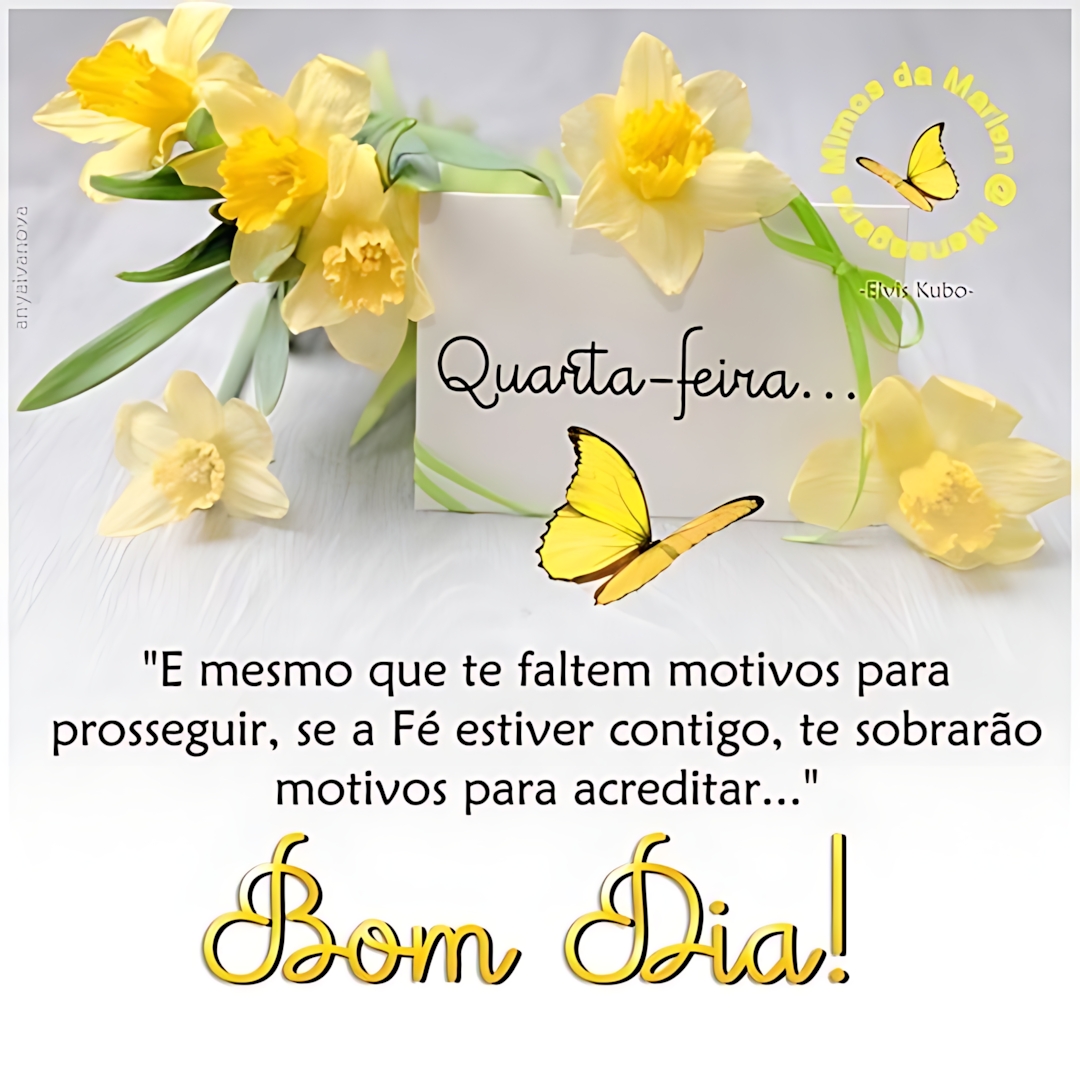 Mimos da Marlen @ Mensagens
-Elvis Kubo-
anyaivanova
Quarta-feira...
"E mesmo que te faltem motivos para
prosseguir, se a Fé estiver contigo, te sobrarão
motivos para acreditar..."
Bom Dia!